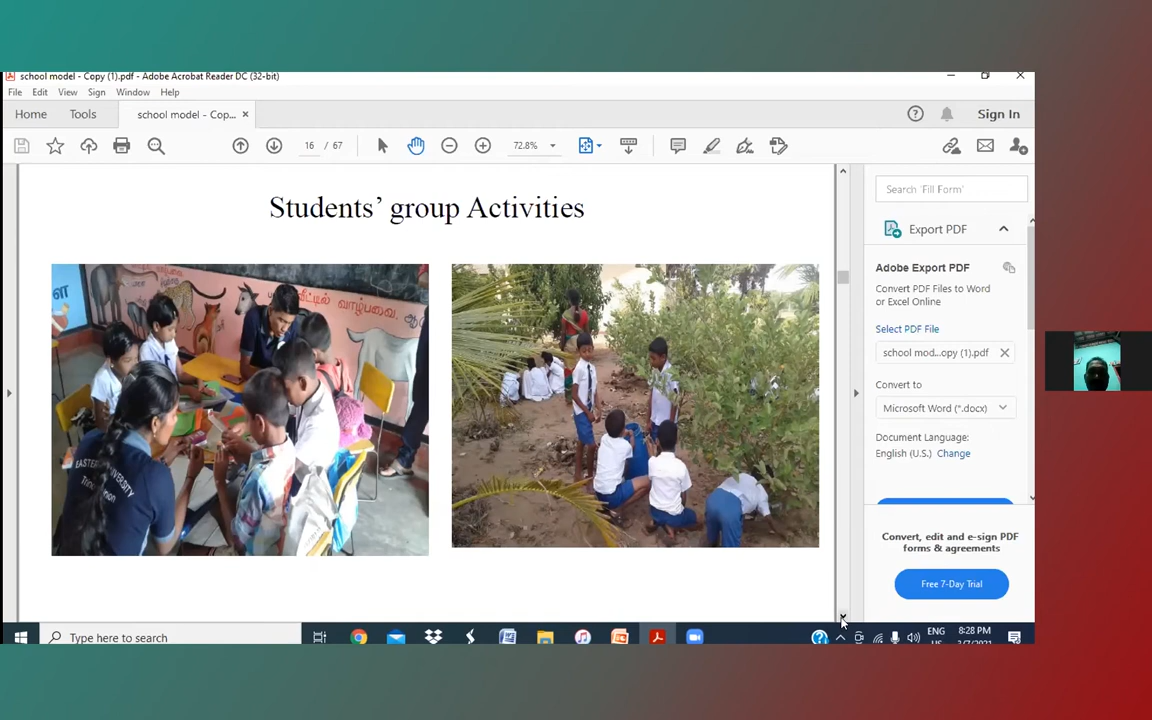 school model - Copy (1).pdf - Adobe Acrobat Reader DC (32-bit)
File Edit View Sign Window Help
Home Tools school model - Cop... × Sign In
16 / 67 72.8%
Students' group Activities
ள
வீட்டில் வாழ்பவை.
EASTERN UNIVERSITY
Search 'Fill Form'
Export PDF
Adobe Export PDF
Convert PDF Files to Word
or Excel Online
Select PDF File
school mod...opy (1).pdf
Convert to
Microsoft Word (*.docx)
Document Language:
English (U.S.) Change
Convert, edit and e-sign PDF
forms & agreements
Free 7-Day Trial
Type here to search
ENG 8:28 PM